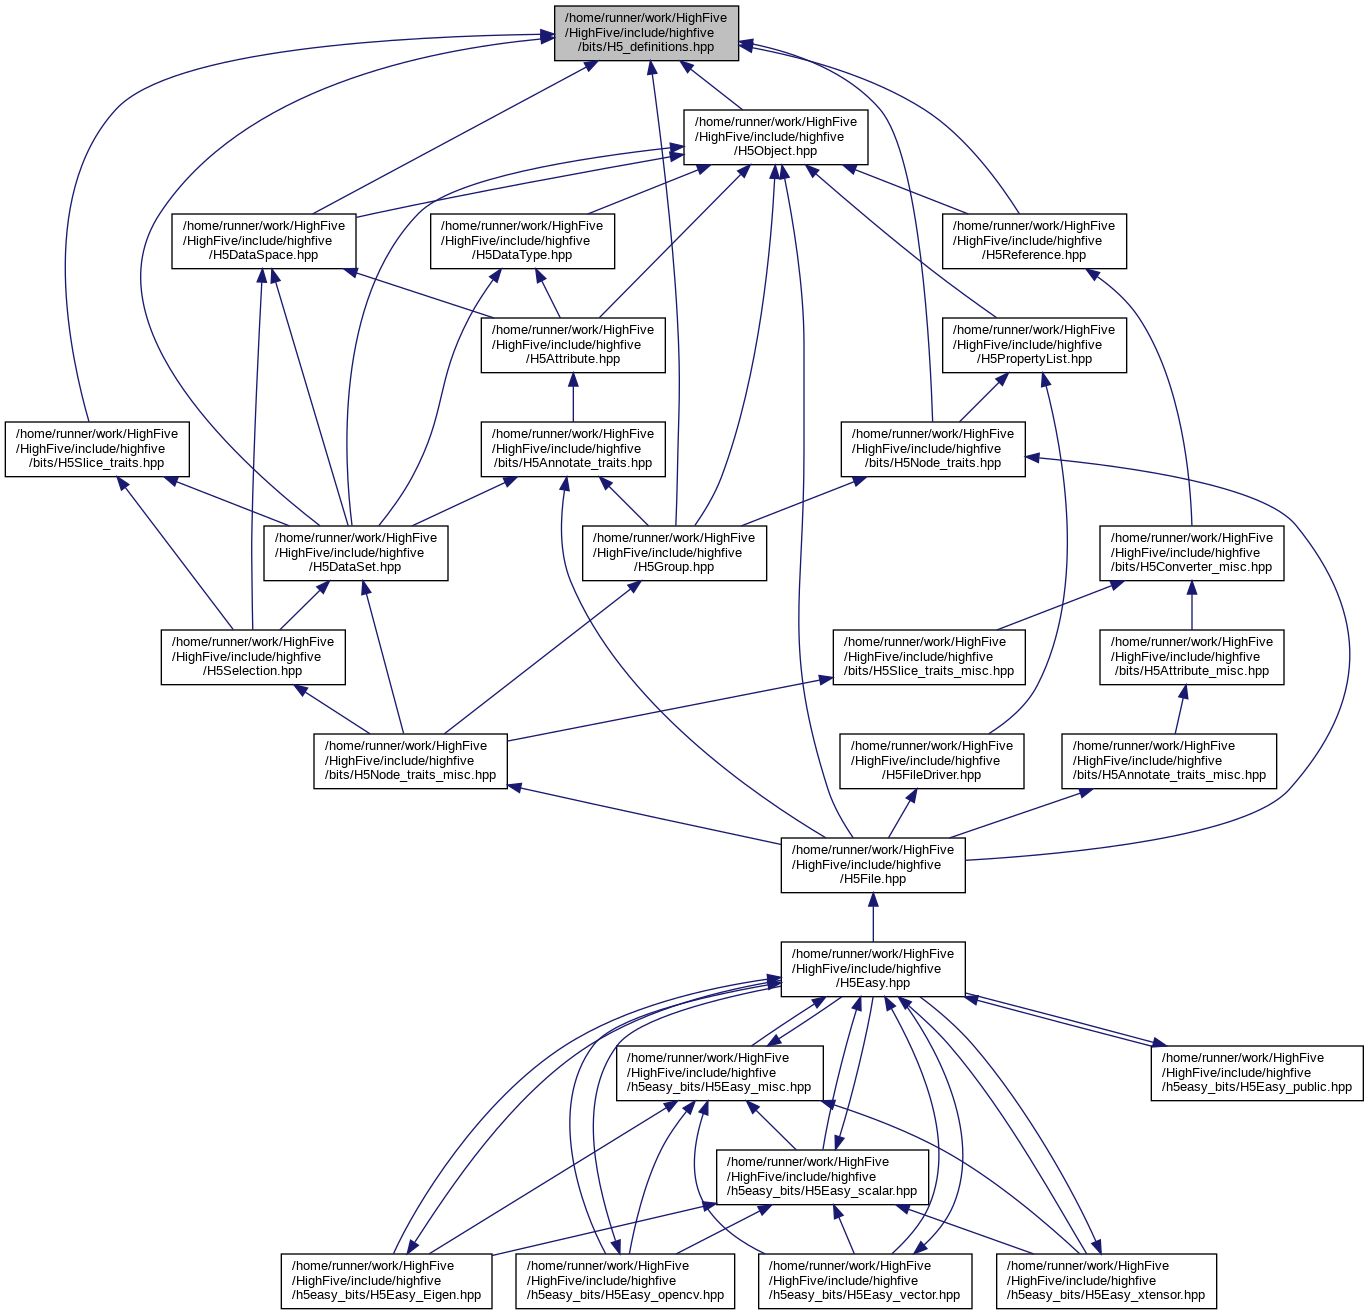 /home/runner/work/HighFive
/HighFive/include/highfive
/bits/H5_definitions.hpp
/home/runner/work/HighFive
/HighFive/include/highfive
/H5Object.hpp
/home/runner/work/HighFive
/HighFive/include/highfive
/H5DataSpace.hpp
/home/runner/work/HighFive
/HighFive/include/highfive
/H5DataType.hpp
/home/runner/work/HighFive
/HighFive/include/highfive
/H5Reference.hpp
/home/runner/work/HighFive
/HighFive/include/highfive
/H5Attribute.hpp
/home/runner/work/HighFive
/HighFive/include/highfive
/H5PropertyList.hpp
/home/runner/work/HighFive
/HighFive/include/highfive
/bits/H5Slice_traits.hpp
/home/runner/work/HighFive
/HighFive/include/highfive
/bits/H5Annotate_traits.hpp
/home/runner/work/HighFive
/HighFive/include/highfive
/bits/H5Node_traits.hpp
/home/runner/work/HighFive
/HighFive/include/highfive
/H5DataSet.hpp
/home/runner/work/HighFive
/HighFive/include/highfive
/H5Group.hpp
/home/runner/work/HighFive
/HighFive/include/highfive
/bits/H5Converter_misc.hpp
/home/runner/work/HighFive
/HighFive/include/highfive
/H5Selection.hpp
/home/runner/work/HighFive
/HighFive/include/highfive
/bits/H5Slice_traits_misc.hpp
/home/runner/work/HighFive
/HighFive/include/highfive
/bits/H5Attribute_misc.hpp
/home/runner/work/HighFive
/HighFive/include/highfive
/bits/H5Node_traits_misc.hpp
/home/runner/work/HighFive
/HighFive/include/highfive
/H5FileDriver.hpp
/home/runner/work/HighFive
/HighFive/include/highfive
/bits/H5Annotate_traits_misc.hpp
/home/runner/work/HighFive
/HighFive/include/highfive
/H5File.hpp
/home/runner/work/HighFive
/HighFive/include/highfive
/H5Easy.hpp
/home/runner/work/HighFive
/HighFive/include/highfive
/h5easy_bits/H5Easy_misc.hpp
/home/runner/work/HighFive
/HighFive/include/highfive
/h5easy_bits/H5Easy_public.hpp
/home/runner/work/HighFive
/HighFive/include/highfive
/h5easy_bits/H5Easy_scalar.hpp
/home/runner/work/HighFive
/HighFive/include/highfive
/h5easy_bits/H5Easy_Eigen.hpp
/home/runner/work/HighFive
/HighFive/include/highfive
/h5easy_bits/H5Easy_opencv.hpp
/home/runner/work/HighFive
/HighFive/include/highfive
/h5easy_bits/H5Easy_vector.hpp
/home/runner/work/HighFive
/HighFive/include/highfive
/h5easy_bits/H5Easy_xtensor.hpp